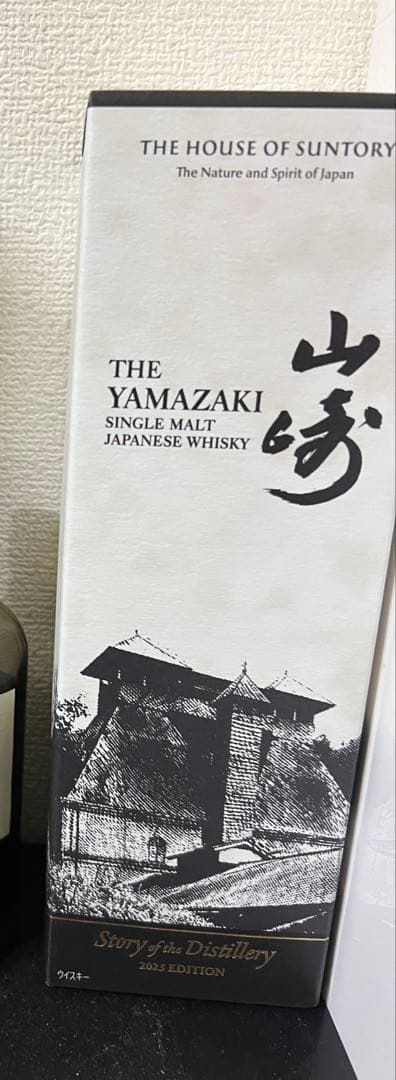 THE HOUSE OF SUNTORY
The Nature and Spirit of Japan
山崎
THE
YAMAZAKI
SINGLE MALT
JAPANESE WHISKY
Story of the Distillery
2025 EDITION
ウイスキー